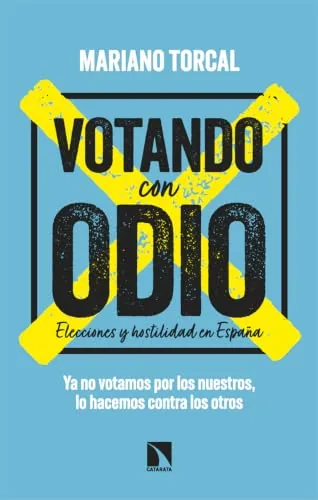 MARIANO TORCAL
VOTANDO
con
ODIO
Elecciones y hostilidad en España
Ya no votamos por los nuestros,
lo hacemos contra los otros
CATARATA